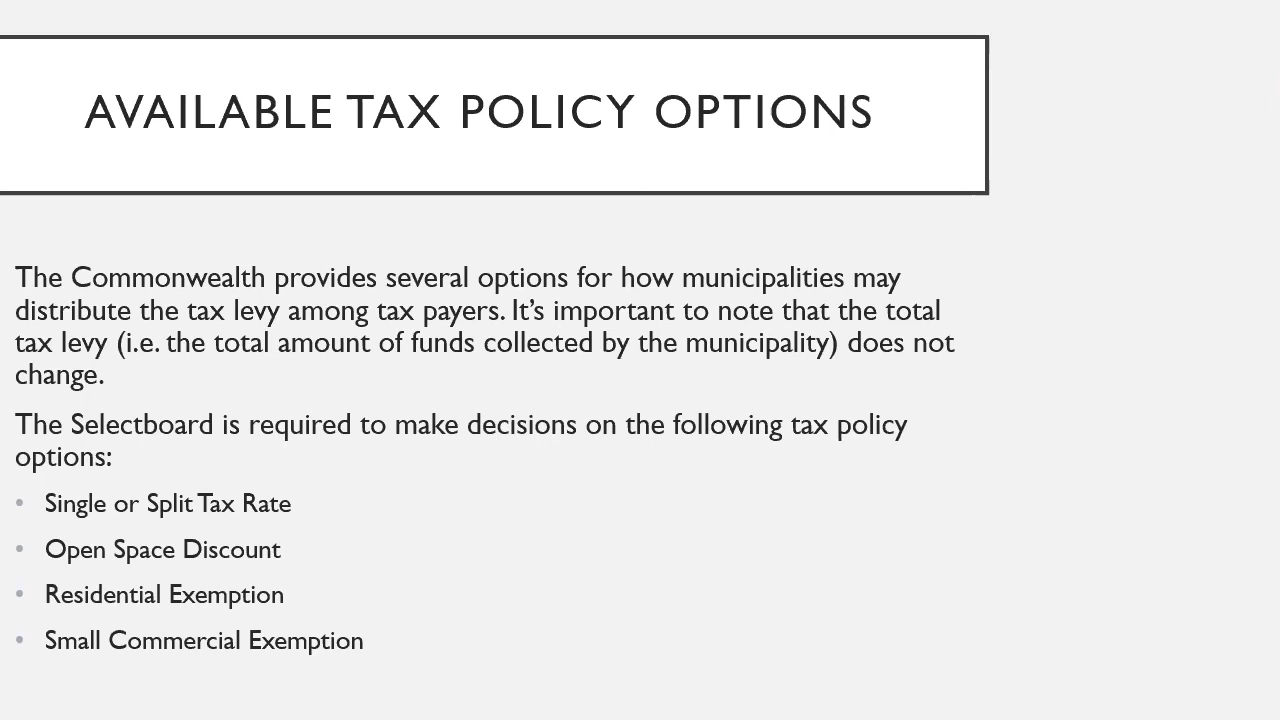 AVAILABLE TAX POLICY OPTIONS
The Commonwealth provides several options for how municipalities may
distribute the tax levy among tax payers. It’s important to note that the total
tax levy (i.e. the total amount of funds collected by the municipality) does not
change.
The Selectboard is required to make decisions on the following tax policy
options:
• Single or Split Tax Rate
• Open Space Discount
• Residential Exemption
• Small Commercial Exemption